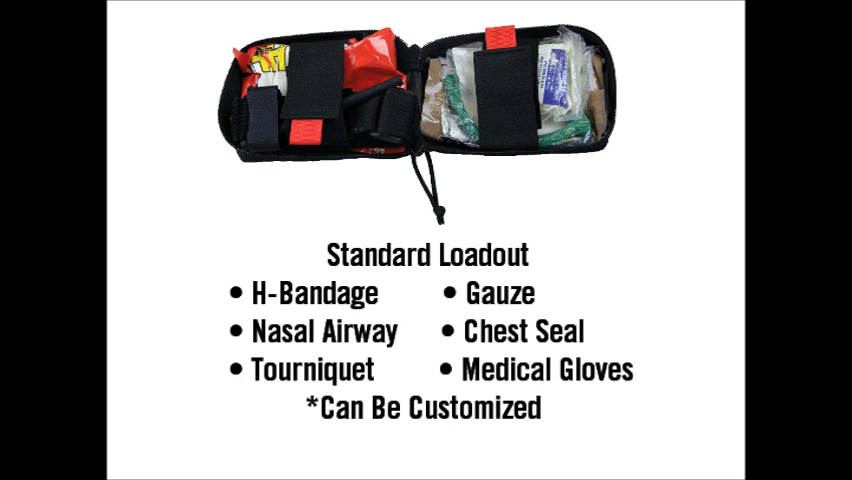 Standard Loadout
• H-Bandage • Gauze
• Nasal Airway • Chest Seal
• Tourniquet • Medical Gloves
*Can Be Customized